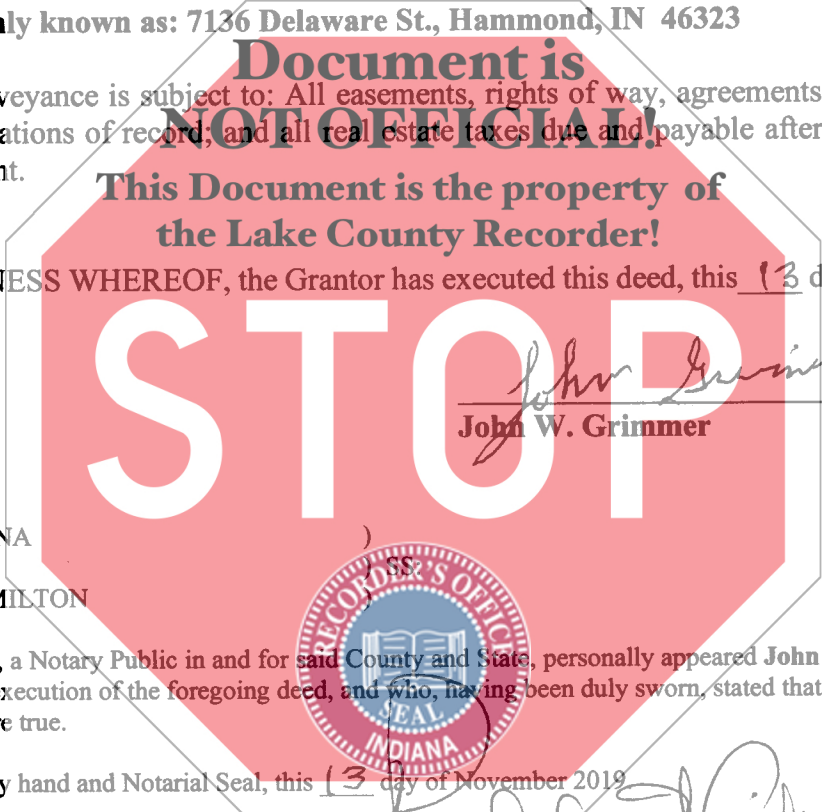 nly known as: 7136 Delaware St., Hammond, IN 46323
Document is
veyance is subject to: All easements, rights of way, agreements
NOT OFFICIAL!
ations of record; and all real estate taxes due and payable after
nt.
This Document is the property of
the Lake County Recorder!
NESS WHEREOF, the Grantor has executed this deed, this 13 d
STOP
John Grimme
John W. Grimmer
NA )
) SS:
MILTON )
RECORDER'S OFFIC
SEAL
INDIANA
, a Notary Public in and for said County and State, personally appeared John
xecution of the foregoing deed, and who, having been duly sworn, stated that
e true.
y hand and Notarial Seal, this 13 day of November 2019